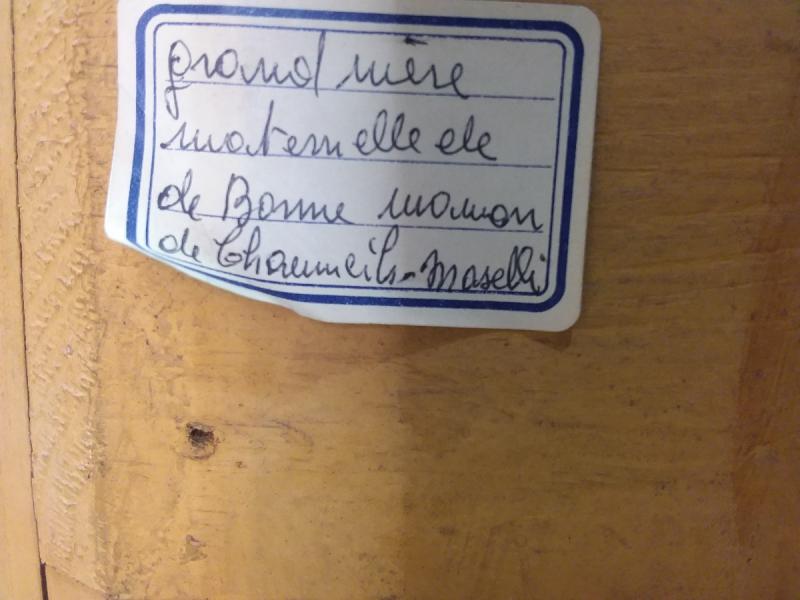 grand mère
maternelle de
de Bonne maman
de Chaumeils-Maselli